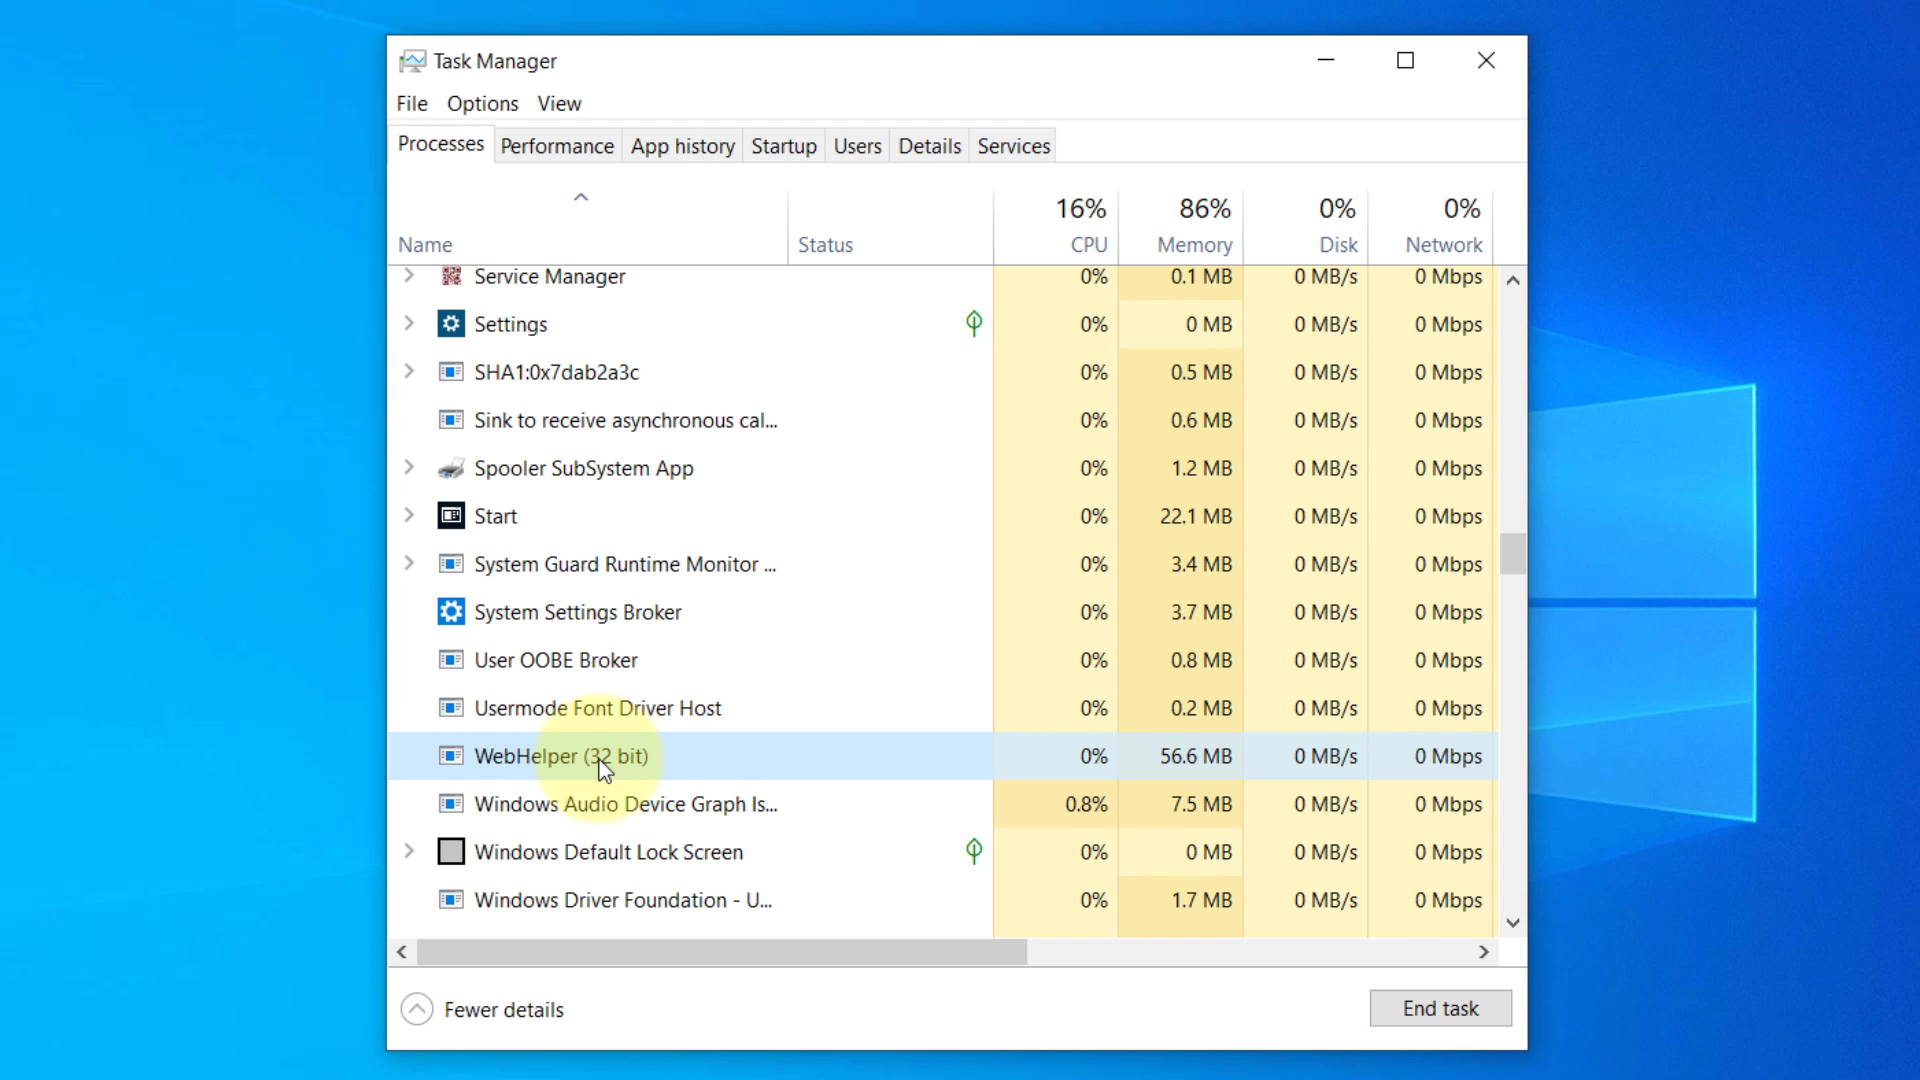 Task Manager
File Options View
Processes Performance App history Startup Users Details Services
16% 86% 0% 0%
Name Status CPU Memory Disk Network
Service Manager 0% 0.1 MB 0 MB/s 0 Mbps
Settings 0% 0 MB 0 MB/s 0 Mbps
SHA1:0x7dab2a3c 0% 0.5 MB 0 MB/s 0 Mbps
Sink to receive asynchronous cal... 0% 0.6 MB 0 MB/s 0 Mbps
Spooler SubSystem App 0% 1.2 MB 0 MB/s 0 Mbps
Start 0% 22.1 MB 0 MB/s 0 Mbps
System Guard Runtime Monitor ... 0% 3.4 MB 0 MB/s 0 Mbps
System Settings Broker 0% 3.7 MB 0 MB/s 0 Mbps
User OOBE Broker 0% 0.8 MB 0 MB/s 0 Mbps
Usermode Font Driver Host 0% 0.2 MB 0 MB/s 0 Mbps
WebHelper (32 bit) 0% 56.6 MB 0 MB/s 0 Mbps
Windows Audio Device Graph Is... 0.8% 7.5 MB 0 MB/s 0 Mbps
Windows Default Lock Screen 0% 0 MB 0 MB/s 0 Mbps
Windows Driver Foundation - U... 0% 1.7 MB 0 MB/s 0 Mbps
Fewer details End task